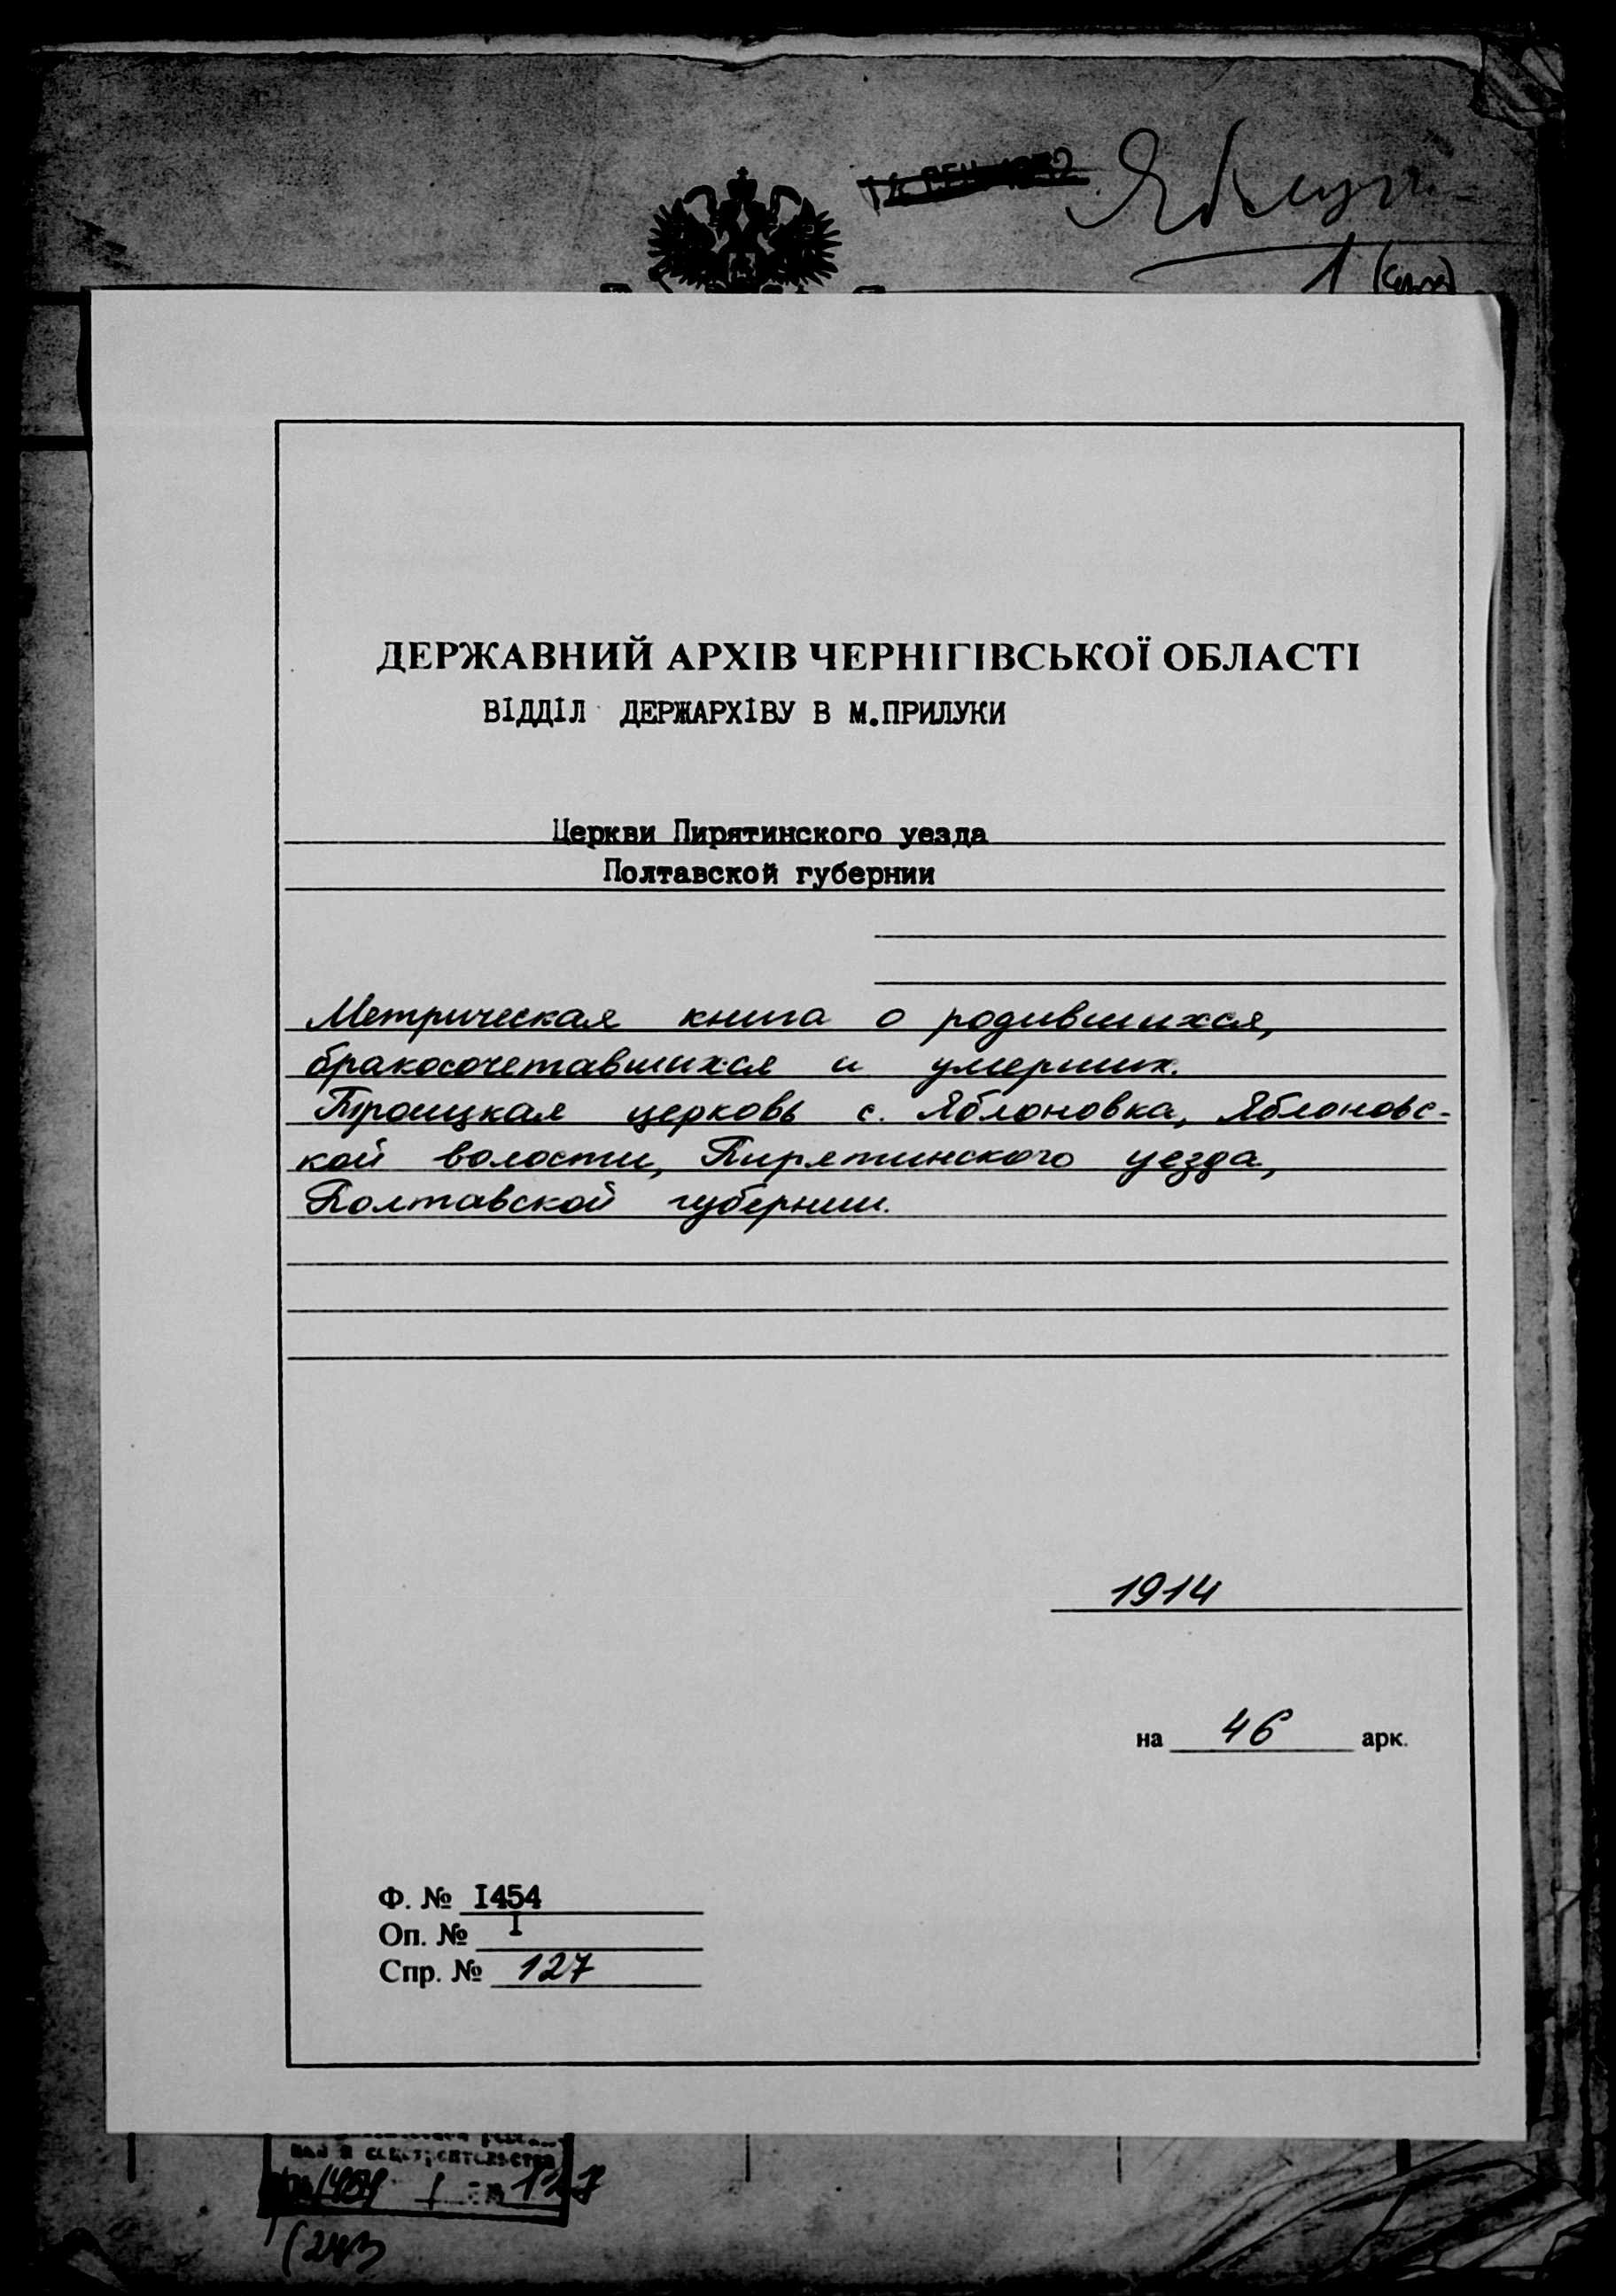 1
ДЕРЖАВНИЙ АРХІВ ЧЕРНІГІВСЬКОЇ ОБЛАСТІ
ВІДДІЛ ДЕРЖАРХІВУ В М.ПРИЛУКИ
Церкви Пирятинского уезда
Полтавской губернии
Метрическая книга о родившихся,
бракосочетавшихся и умерших.
Троицкая церковь с. Яблоновка, Яблоновс-
кой волости, Пирятинского уезда,
Полтавской губернии.
1914
на 46 арк.
Ф. № I454
Оп. № I
Спр. № 127
127